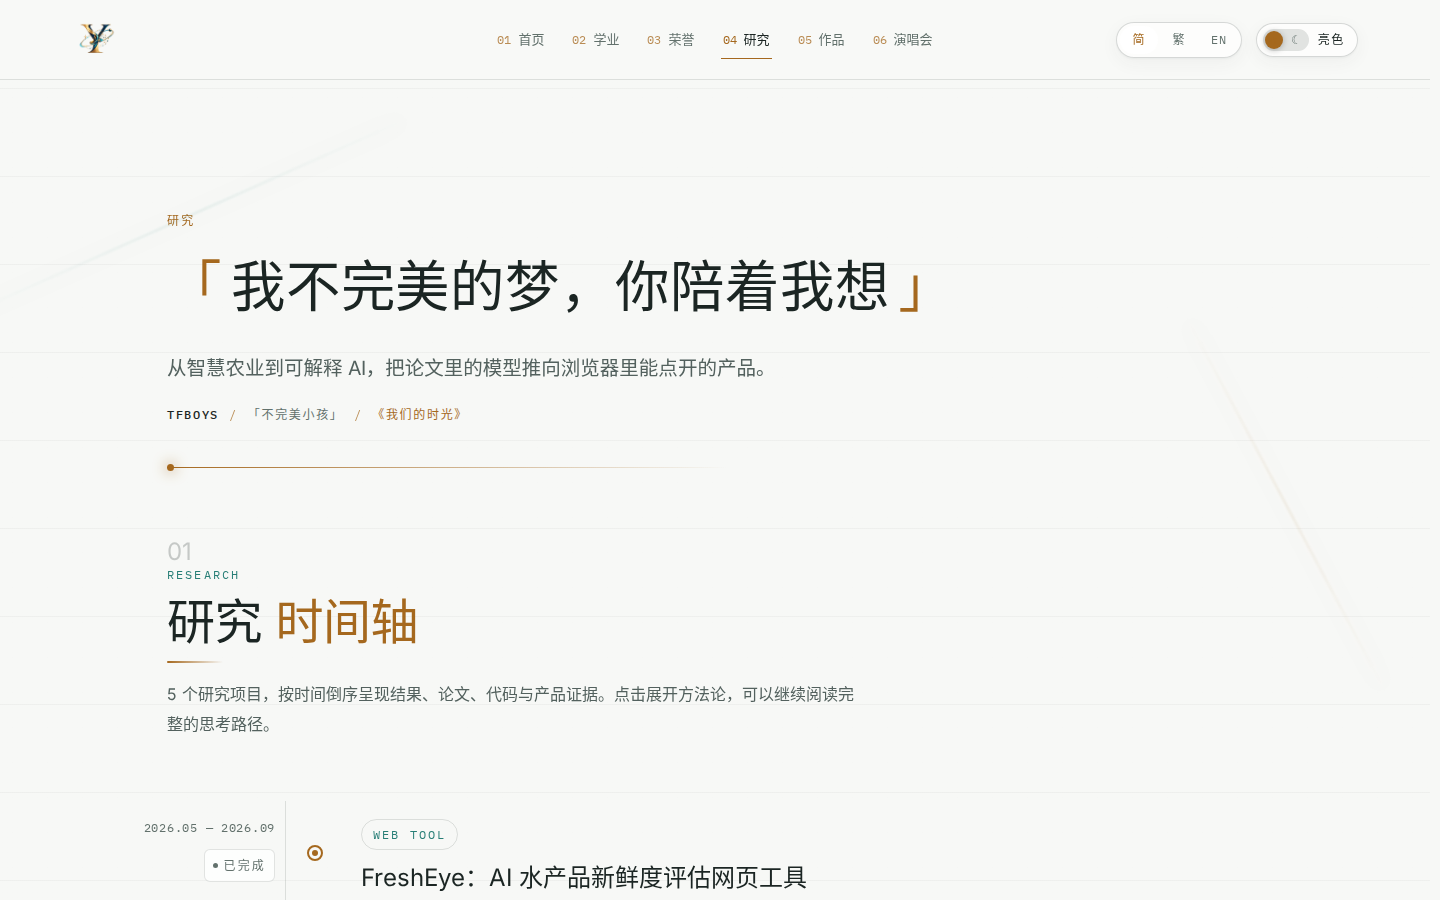 01 首页 02 学业 03 荣誉 04 研究 05 作品 06 演唱会
简 繁 EN
亮色
研究
「我不完美的梦，你陪着我想」
从智慧农业到可解释 AI，把论文里的模型推向浏览器里能点开的产品。
TFBOYS / 「不完美小孩」 / 《我们的时光》
01
RESEARCH
研究 时间轴
5 个研究项目，按时间倒序呈现结果、论文、代码与产品证据。点击展开方法论，可以继续阅读完
整的思考路径。
2026.05 — 2026.09
已完成
WEB TOOL
FreshEye：AI 水产品新鲜度评估网页工具